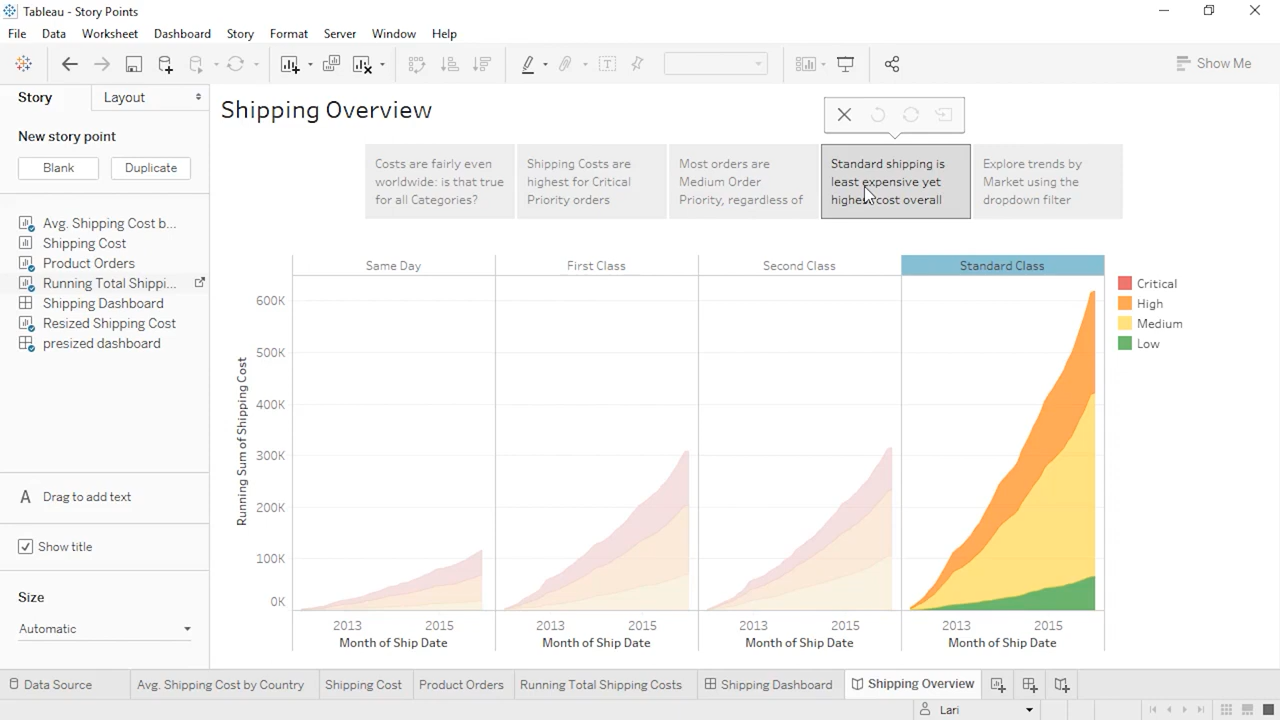 Tableau - Story Points
File Data Worksheet Dashboard Story Format Server Window Help
Show Me
Story Layout
New story point
Blank Duplicate
Avg. Shipping Cost b...
Shipping Cost
Product Orders
Running Total Shippi...
Shipping Dashboard
Resized Shipping Cost
presized dashboard
A Drag to add text
Show title
Size
Automatic
Shipping Overview
Costs are fairly even
worldwide: is that true
for all Categories?
Shipping Costs are
highest for Critical
Priority orders
Most orders are
Medium Order
Priority, regardless of
Standard shipping is
least expensive yet
highest cost overall
Explore trends by
Market using the
dropdown filter
Same Day First Class Second Class Standard Class
Running Sum of Shipping Cost
600K
500K
400K
300K
200K
100K
0K
2013 2015 2013 2015 2013 2015 2013 2015
Month of Ship Date Month of Ship Date Month of Ship Date Month of Ship Date
Critical
High
Medium
Low
Data Source Avg. Shipping Cost by Country Shipping Cost Product Orders Running Total Shipping Costs Shipping Dashboard Shipping Overview
Lari